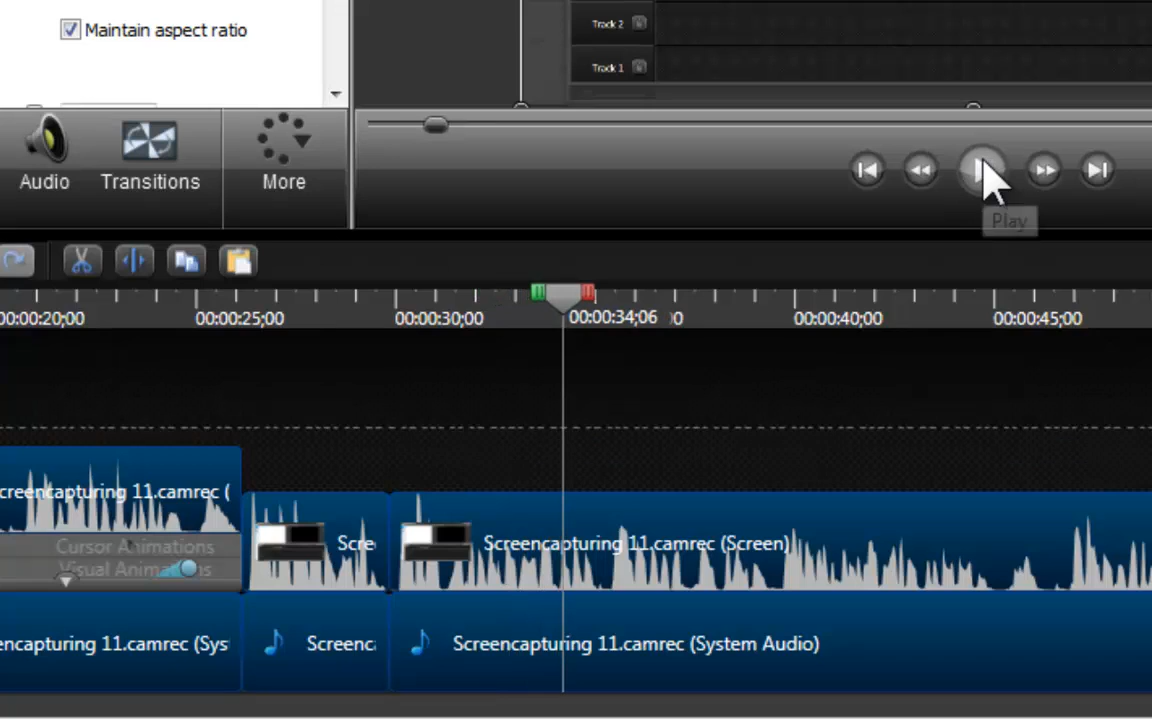 Maintain aspect ratio
Track 2
Track 1
Audio
Transitions
More
Play
00:00:20;00
00:00:25;00
00:00:30;00
00:00:34;06
0
00:00:40;00
00:00:45;00
creencapturing 11.camrec (
Cursor Animations
Visual Animations
Scre
Screencapturing 11.camrec (Screen)
encapturing 11.camrec (Sys
Screenc
Screencapturing 11.camrec (System Audio)